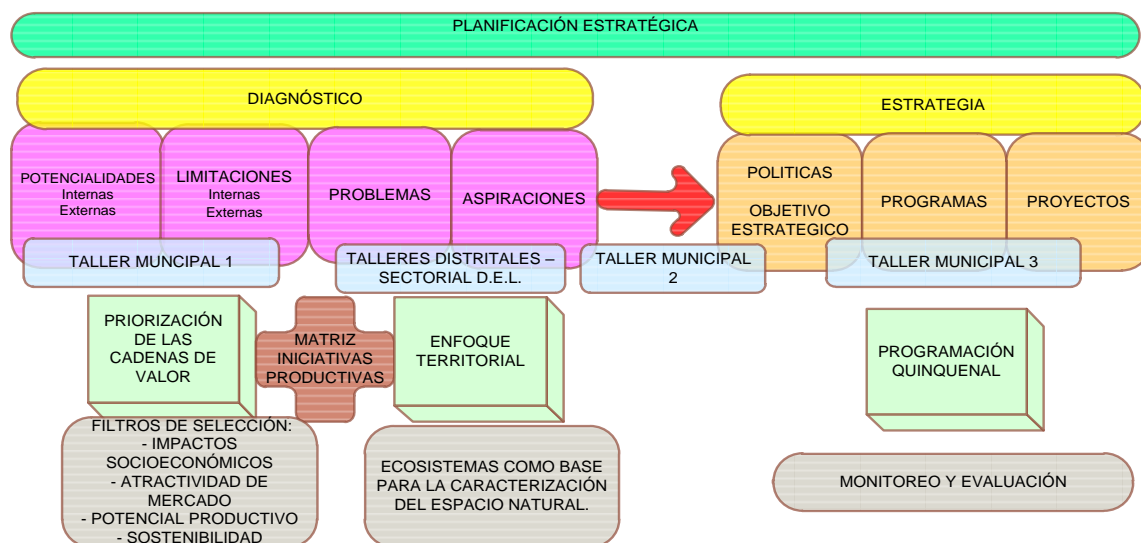 PLANIFICACIÓN ESTRATÉGICA
DIAGNÓSTICO
ESTRATEGIA
POTENCIALIDADES
Internas
Externas
LIMITACIONES
Internas
Externas
PROBLEMAS
ASPIRACIONES
POLITICAS
OBJETIVO
ESTRATEGICO
PROGRAMAS
PROYECTOS
TALLER MUNCIPAL 1
TALLERES DISTRITALES –
SECTORIAL D.E.L.
TALLER MUNICIPAL
2
TALLER MUNICIPAL 3
PRIORIZACIÓN
DE LAS
CADENAS DE
VALOR
MATRIZ
INICIATIVAS
PRODUCTIVAS
ENFOQUE
TERRITORIAL
PROGRAMACIÓN
QUINQUENAL
FILTROS DE SELECCIÓN:
- IMPACTOS
SOCIOECONÓMICOS
- ATRACTIVIDAD DE
MERCADO
- POTENCIAL PRODUCTIVO
- SOSTENIBILIDAD
ECOSISTEMAS COMO BASE
PARA LA CARACTERIZACIÓN
DEL ESPACIO NATURAL.
MONITOREO Y EVALUACIÓN